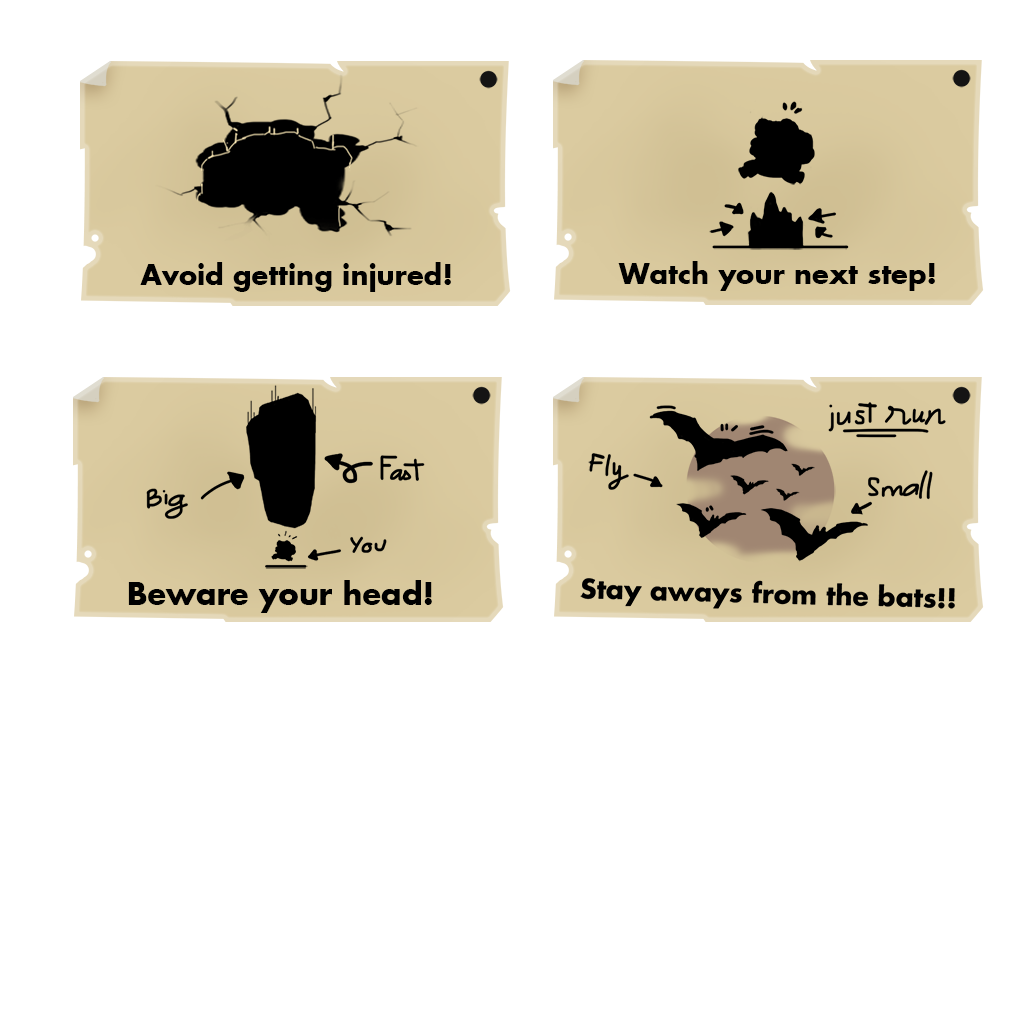 Avoid getting injured!
Watch your next step!
Big
Fast
You
Beware your head!
just run
Fly
Small
Stay aways from the bats!!